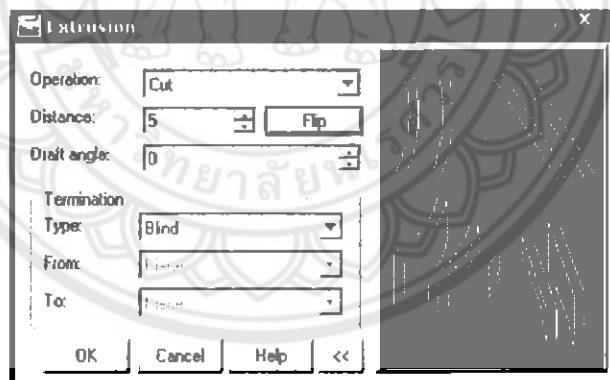 Extrusion X
Operation: Cut
Distance: 5 Flip
Draft angle: 0
Termination
Type: Blind
From:
To:
OK Cancel Help <<